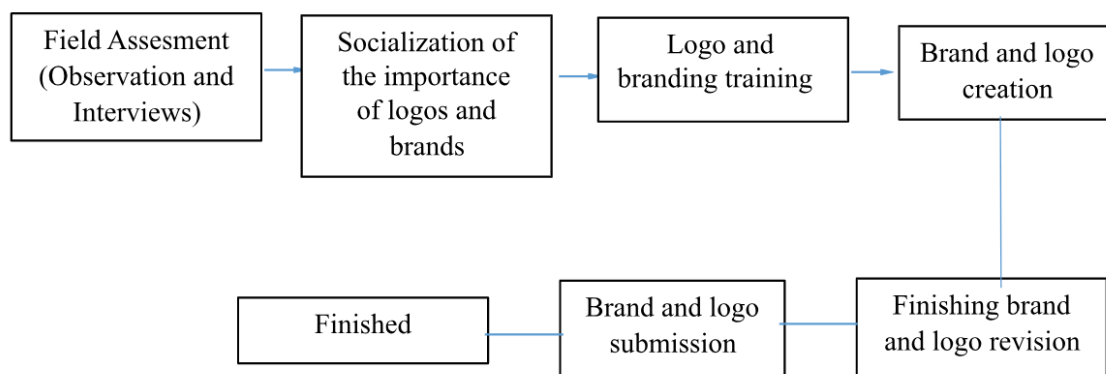 Field Assesment
(Observation and
Interviews)
Socialization of
the importance
of logos and
brands
Logo and
branding training
Brand and logo
creation
Finishing brand
and logo revision
Brand and logo
submission
Finished